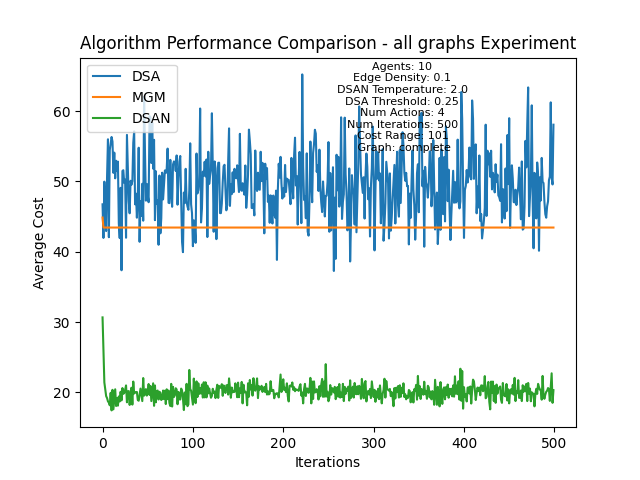 Algorithm Performance Comparison - all graphs Experiment
DSA
MGM
DSAN
Agents: 10
Edge Density: 0.1
DSAN Temperature: 2.0
DSA Threshold: 0.25
Num Actions: 4
Num Iterations: 500
Cost Range: 101
Graph: complete
Average Cost
60
50
40
30
20
0
100
200
300
400
500
Iterations